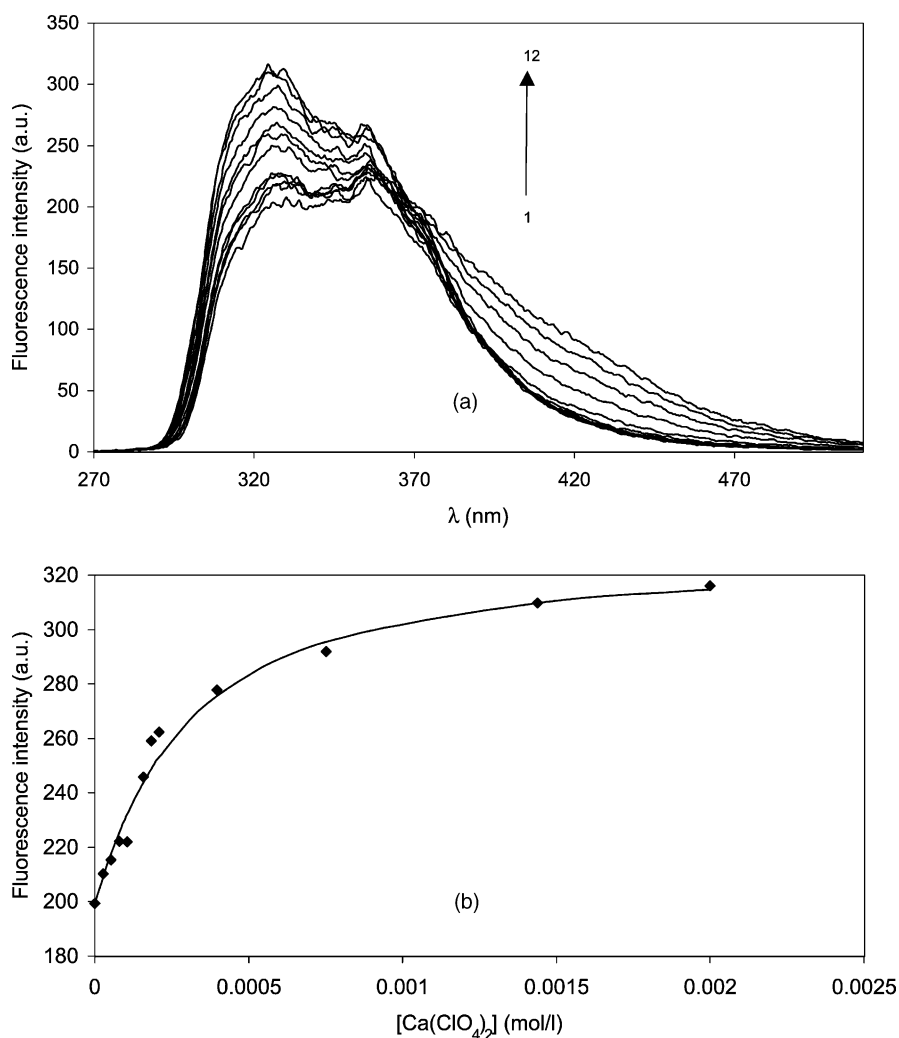 350
300
250
200
150
100
50
0
Fluorescence intensity (a.u.)
12
1
(a)
270 320 370 420 470
λ (nm)
320
300
280
260
240
220
200
180
Fluorescence intensity (a.u.)
(b)
0 0.0005 0.001 0.0015 0.002 0.0025
[Ca(ClO4)2] (mol/l)